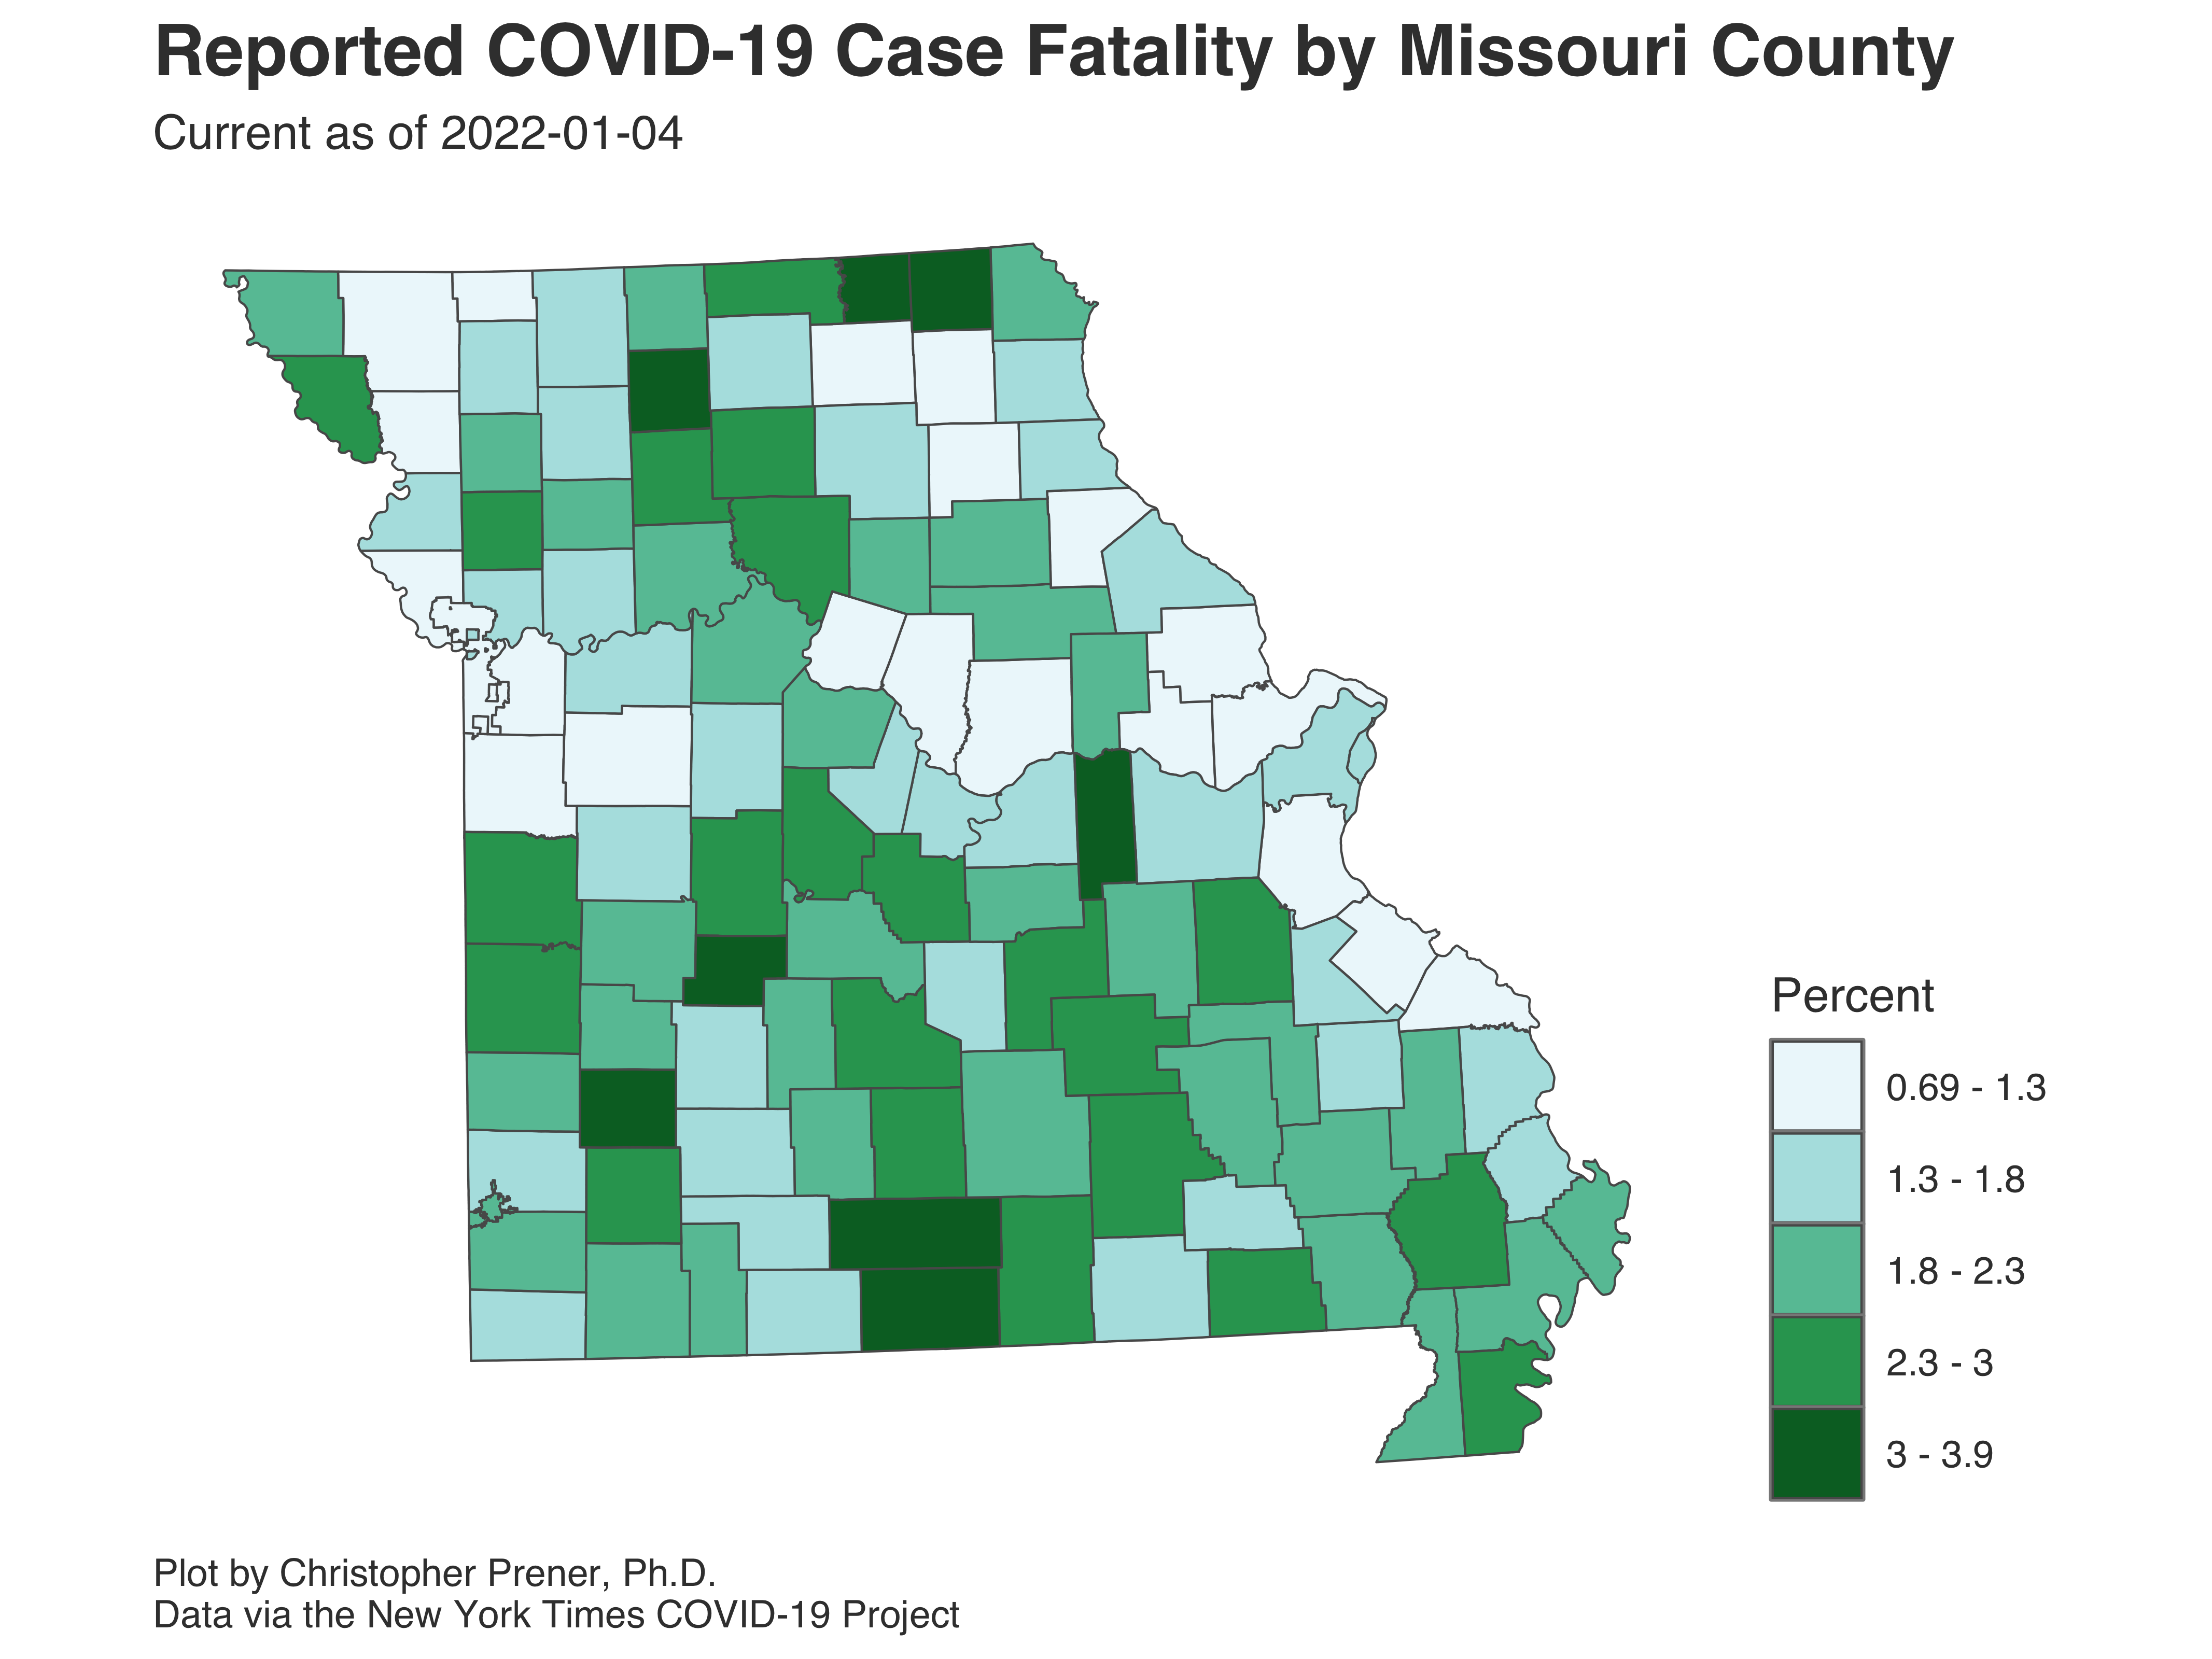 Reported COVID-19 Case Fatality by Missouri County
Current as of 2022-01-04
Percent
0.69 - 1.3
1.3 - 1.8
1.8 - 2.3
2.3 - 3
3 - 3.9
Plot by Christopher Prener, Ph.D.
Data via the New York Times COVID-19 Project